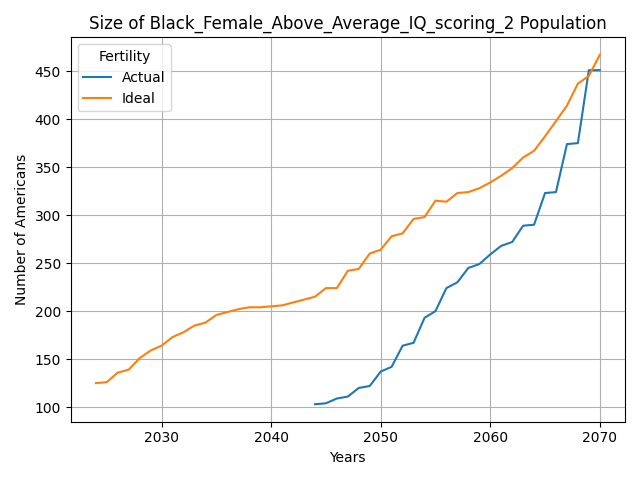 Size of Black_Female_Above_Average_IQ_scoring_2 Population
Fertility
Actual
Ideal
Number of Americans
450
400
350
300
250
200
150
100
2030 2040 2050 2060 2070
Years